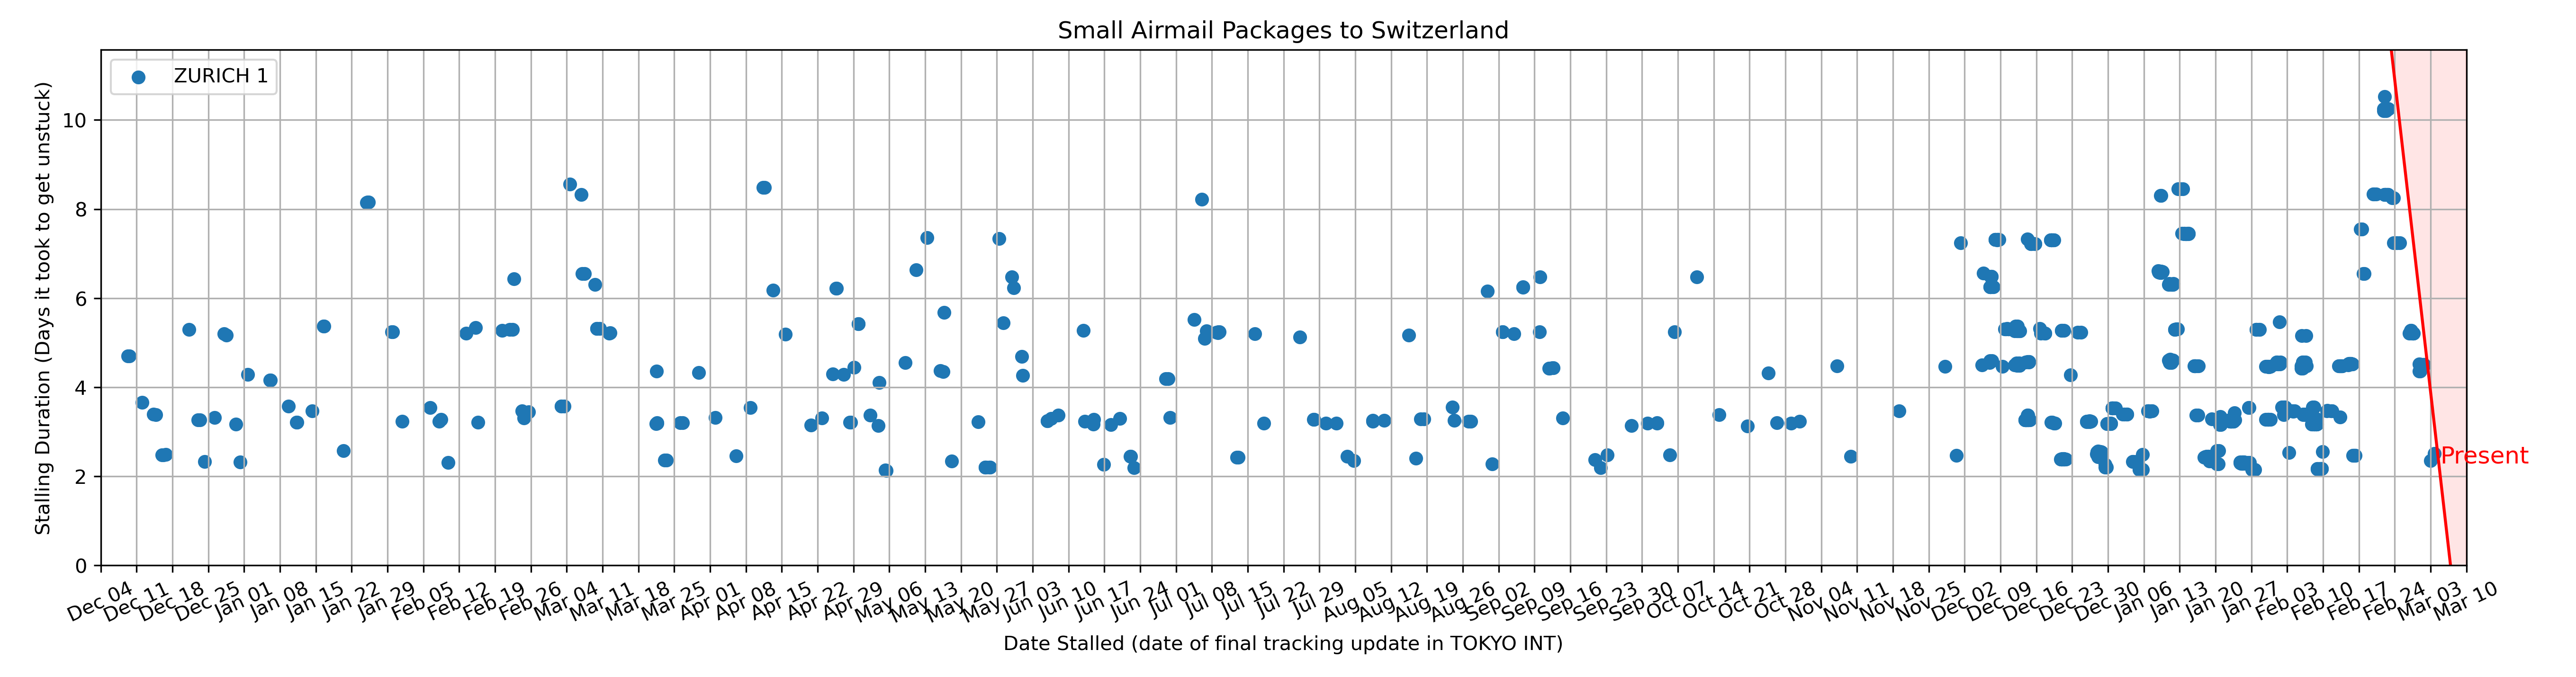 Small Airmail Packages to Switzerland
ZURICH 1
Stalling Duration (Days it took to get unstuck)
10
8
6
4
2
0
Present
Dec 04 Dec 11 Dec 18 Dec 25 Jan 01 Jan 08 Jan 15 Jan 22 Jan 29 Feb 05 Feb 12 Feb 19 Feb 26 Mar 04 Mar 11 Mar 18 Mar 25 Apr 01 Apr 08 Apr 15 Apr 22 Apr 29 May 06 May 13 May 20 May 27 Jun 03 Jun 10 Jun 17 Jun 24 Jul 01 Jul 08 Jul 15 Jul 22 Jul 29 Aug 05 Aug 12 Aug 19 Aug 26 Sep 02 Sep 09 Sep 16 Sep 23 Sep 30 Oct 07 Oct 14 Oct 21 Oct 28 Nov 04 Nov 11 Nov 18 Nov 25 Dec 02 Dec 09 Dec 16 Dec 23 Dec 30 Jan 06 Jan 13 Jan 20 Jan 27 Feb 03 Feb 10 Feb 17 Feb 24 Mar 03 Mar 10
Date Stalled (date of final tracking update in TOKYO INT)